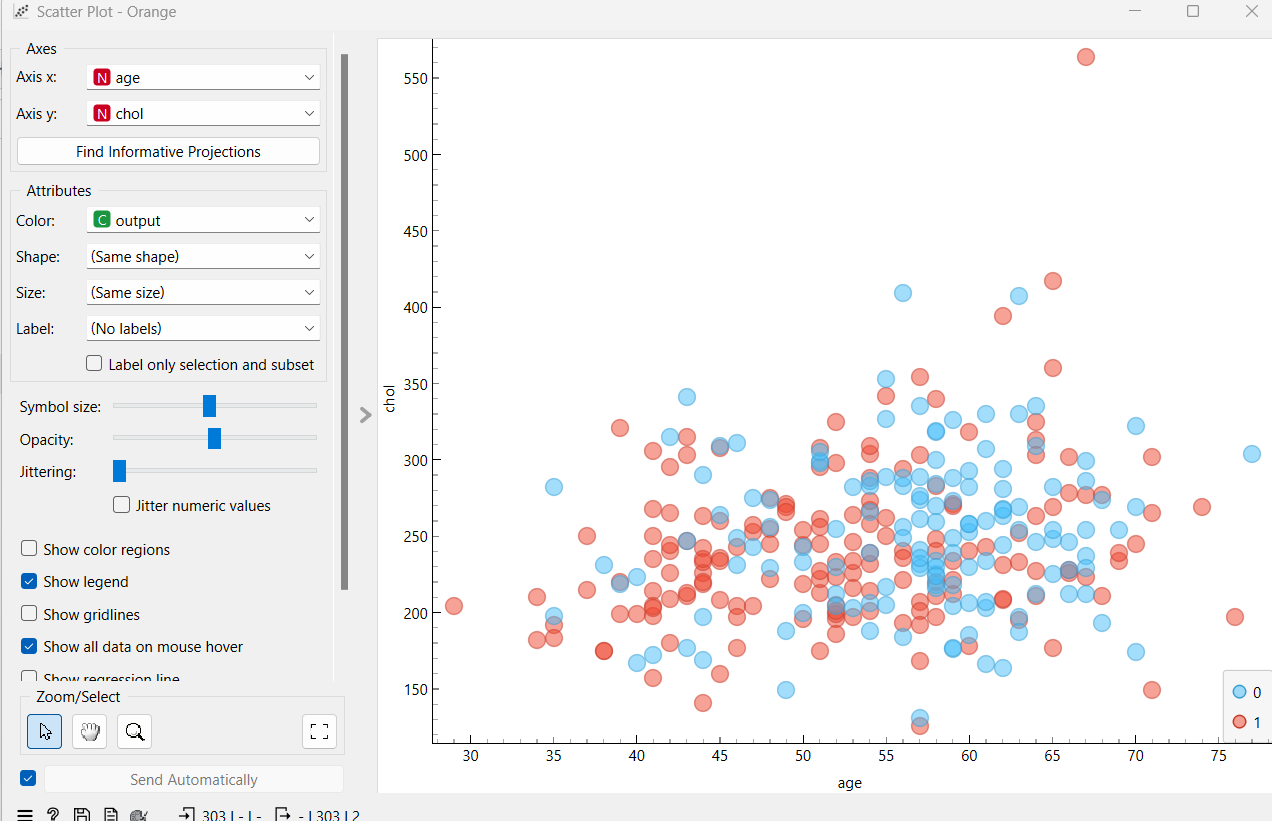 Scatter Plot - Orange
Axes
Axis x: N age
Axis y: N chol
Find Informative Projections
Attributes
Color: C output
Shape: (Same shape)
Size: (Same size)
Label: (No labels)
Label only selection and subset
Symbol size:
Opacity:
Jittering:
Jitter numeric values
Show color regions
Show legend
Show gridlines
Show all data on mouse hover
Show regression line
Zoom/Select
Send Automatically
? 303 | - | - - | 303 | 2
chol
550
500
450
400
350
300
250
200
150
30 35 40 45 50 55 60 65 70 75
age
0
1